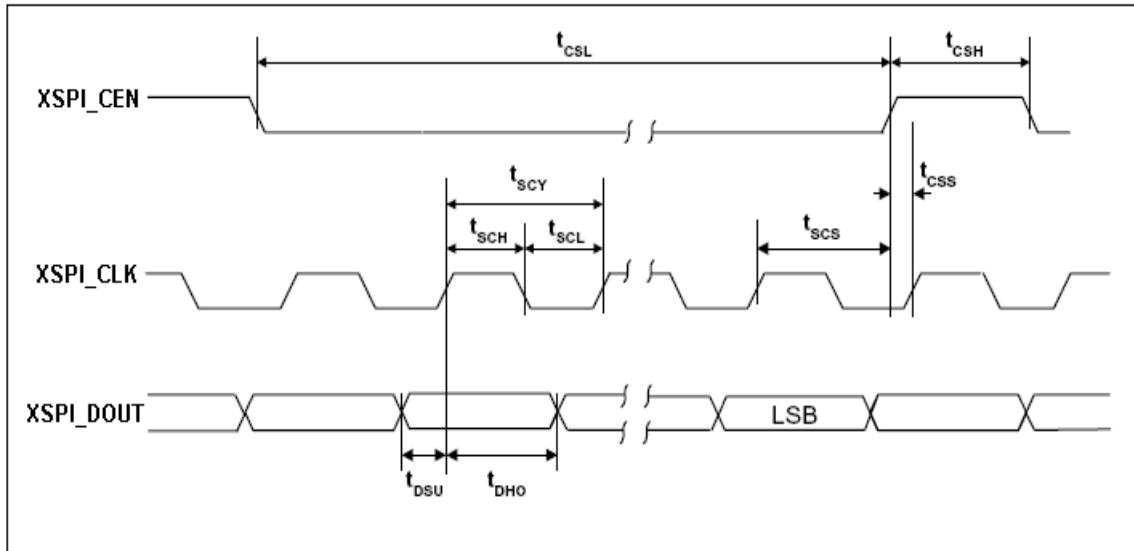 tCSL
tCSH
XSPI_CEN
tCSS
tSCY
tSCH
tSCL
tSCS
XSPI_CLK
XSPI_DOUT
LSB
tDSU
tDHO